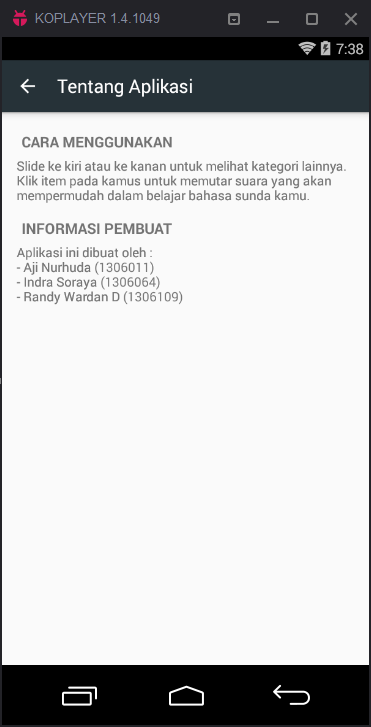 KOPLAYER 1.4.1049
7:38
Tentang Aplikasi
CARA MENGGUNAKAN
Slide ke kiri atau ke kanan untuk melihat kategori lainnya.
Klik item pada kamus untuk memutar suara yang akan
mempermudah dalam belajar bahasa sunda kamu.
INFORMASI PEMBUAT
Aplikasi ini dibuat oleh :
- Aji Nurhuda (1306011)
- Indra Soraya (1306064)
- Randy Wardan D (1306109)